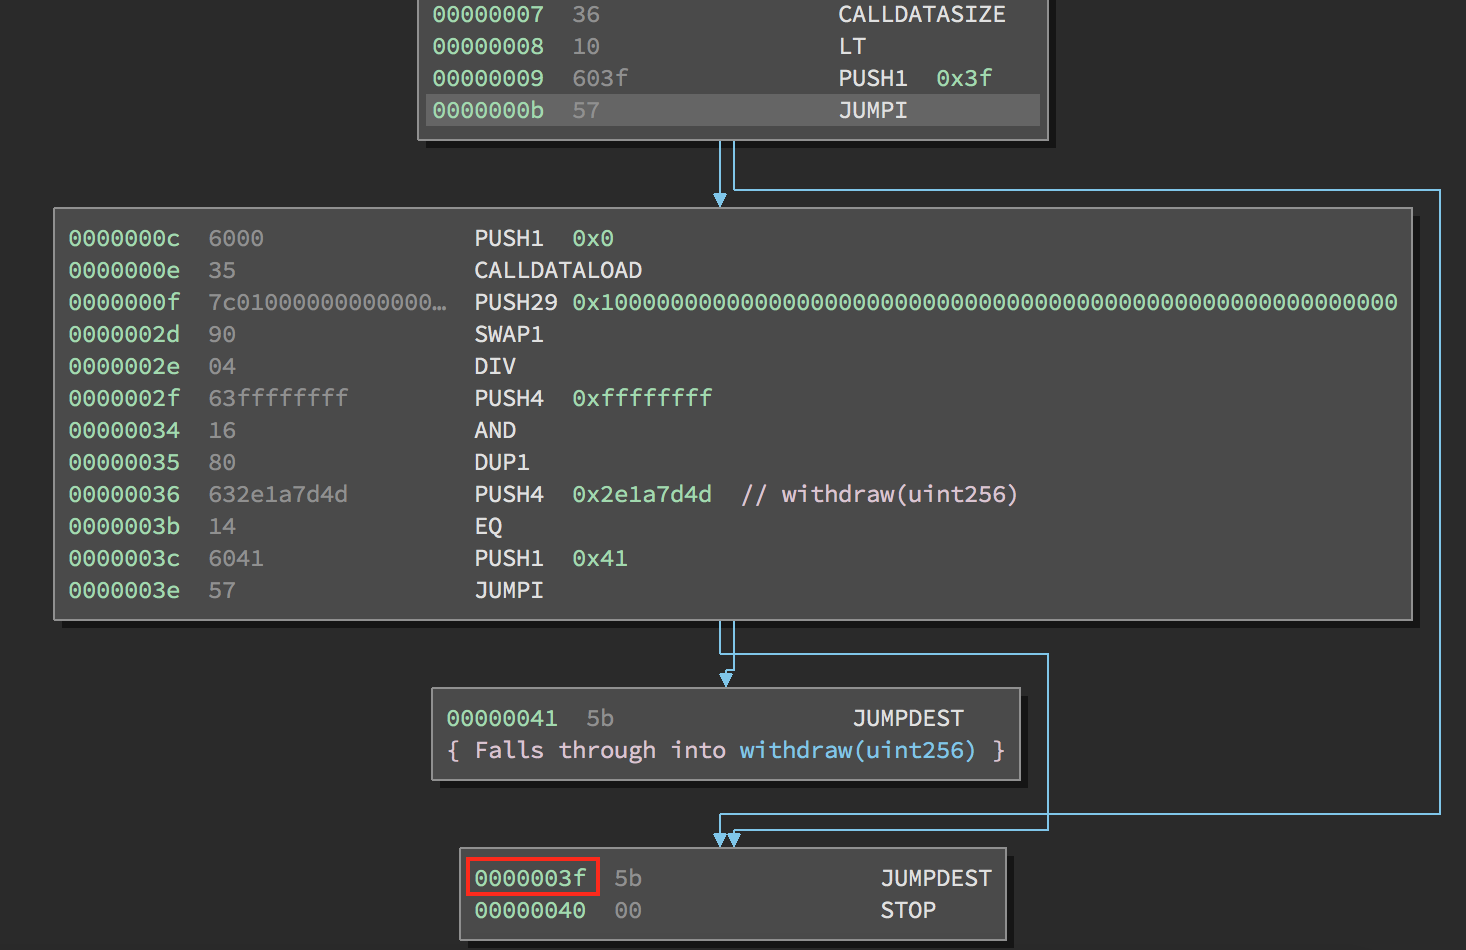 00000007 36 CALLDATASIZE
00000008 10 LT
00000009 603f PUSH1 0x3f
0000000b 57 JUMPI
0000000c 6000 PUSH1 0x0
0000000e 35 CALLDATALOAD
0000000f 7c01000000000000… PUSH29 0x100000000000000000000000000000000000000000000000000000000
0000002d 90 SWAP1
0000002e 04 DIV
0000002f 63ffffffff PUSH4 0xffffffff
00000034 16 AND
00000035 80 DUP1
00000036 632e1a7d4d PUSH4 0x2e1a7d4d // withdraw(uint256)
0000003b 14 EQ
0000003c 6041 PUSH1 0x41
0000003e 57 JUMPI
00000041 5b JUMPDEST
{ Falls through into withdraw(uint256) }
0000003f 5b JUMPDEST
00000040 00 STOP